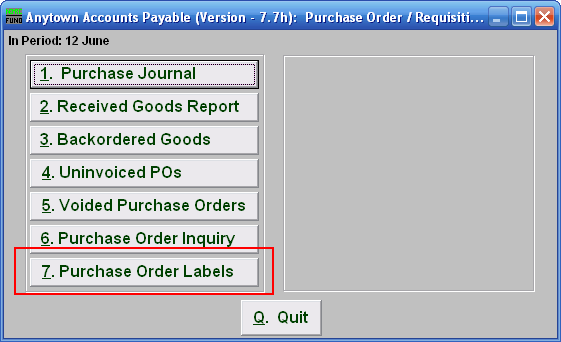 FUND
Anytown Accounts Payable (Version - 7.7h): Purchase Order / Requisiti...
In Period: 12 June
1. Purchase Journal
2. Received Goods Report
3. Backordered Goods
4. Uninvoiced POs
5. Voided Purchase Orders
6. Purchase Order Inquiry
7. Purchase Order Labels
Q. Quit